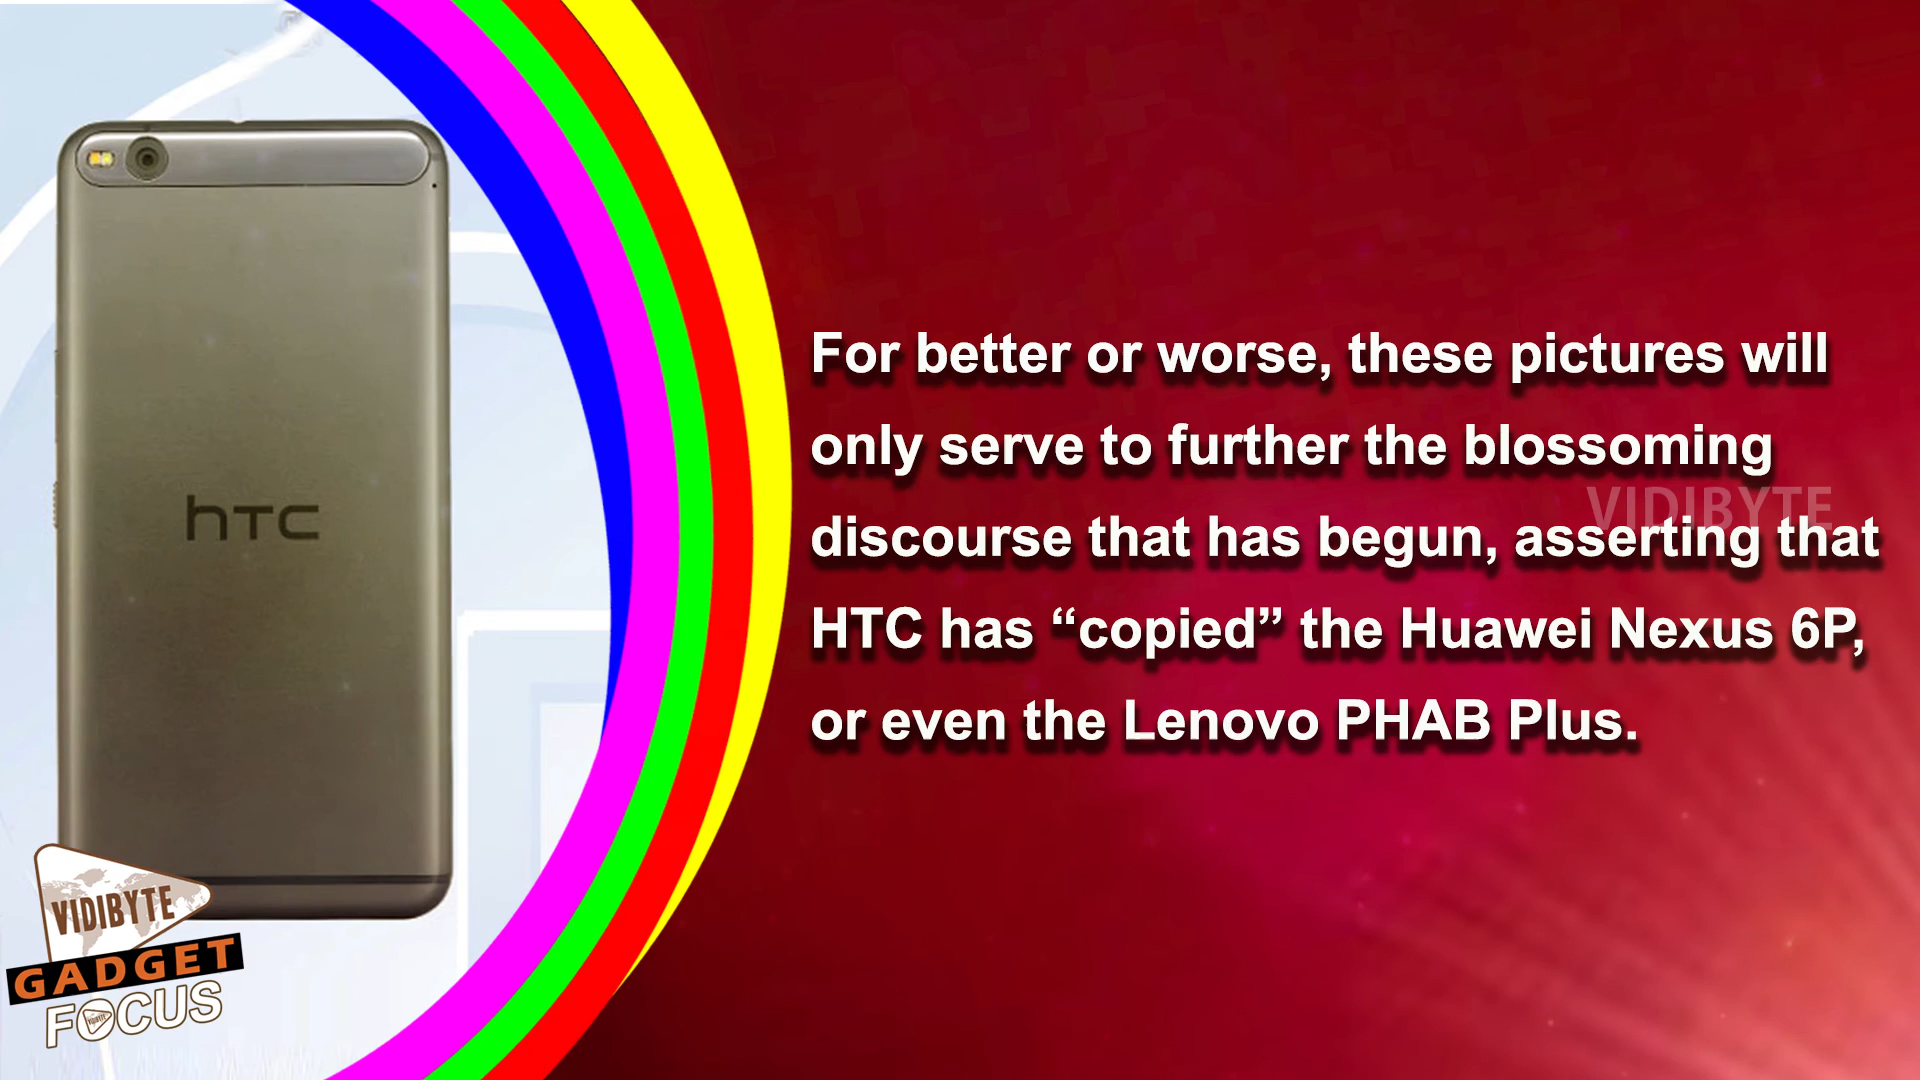 For better or worse, these pictures will
only serve to further the blossoming
VIDIBYTE
discourse that has begun, asserting that
HTC has “copied” the Huawei Nexus 6P,
or even the Lenovo PHAB Plus.
hTC
VIDIBYTE
GADGET
FOCUS
VIDIBYTE